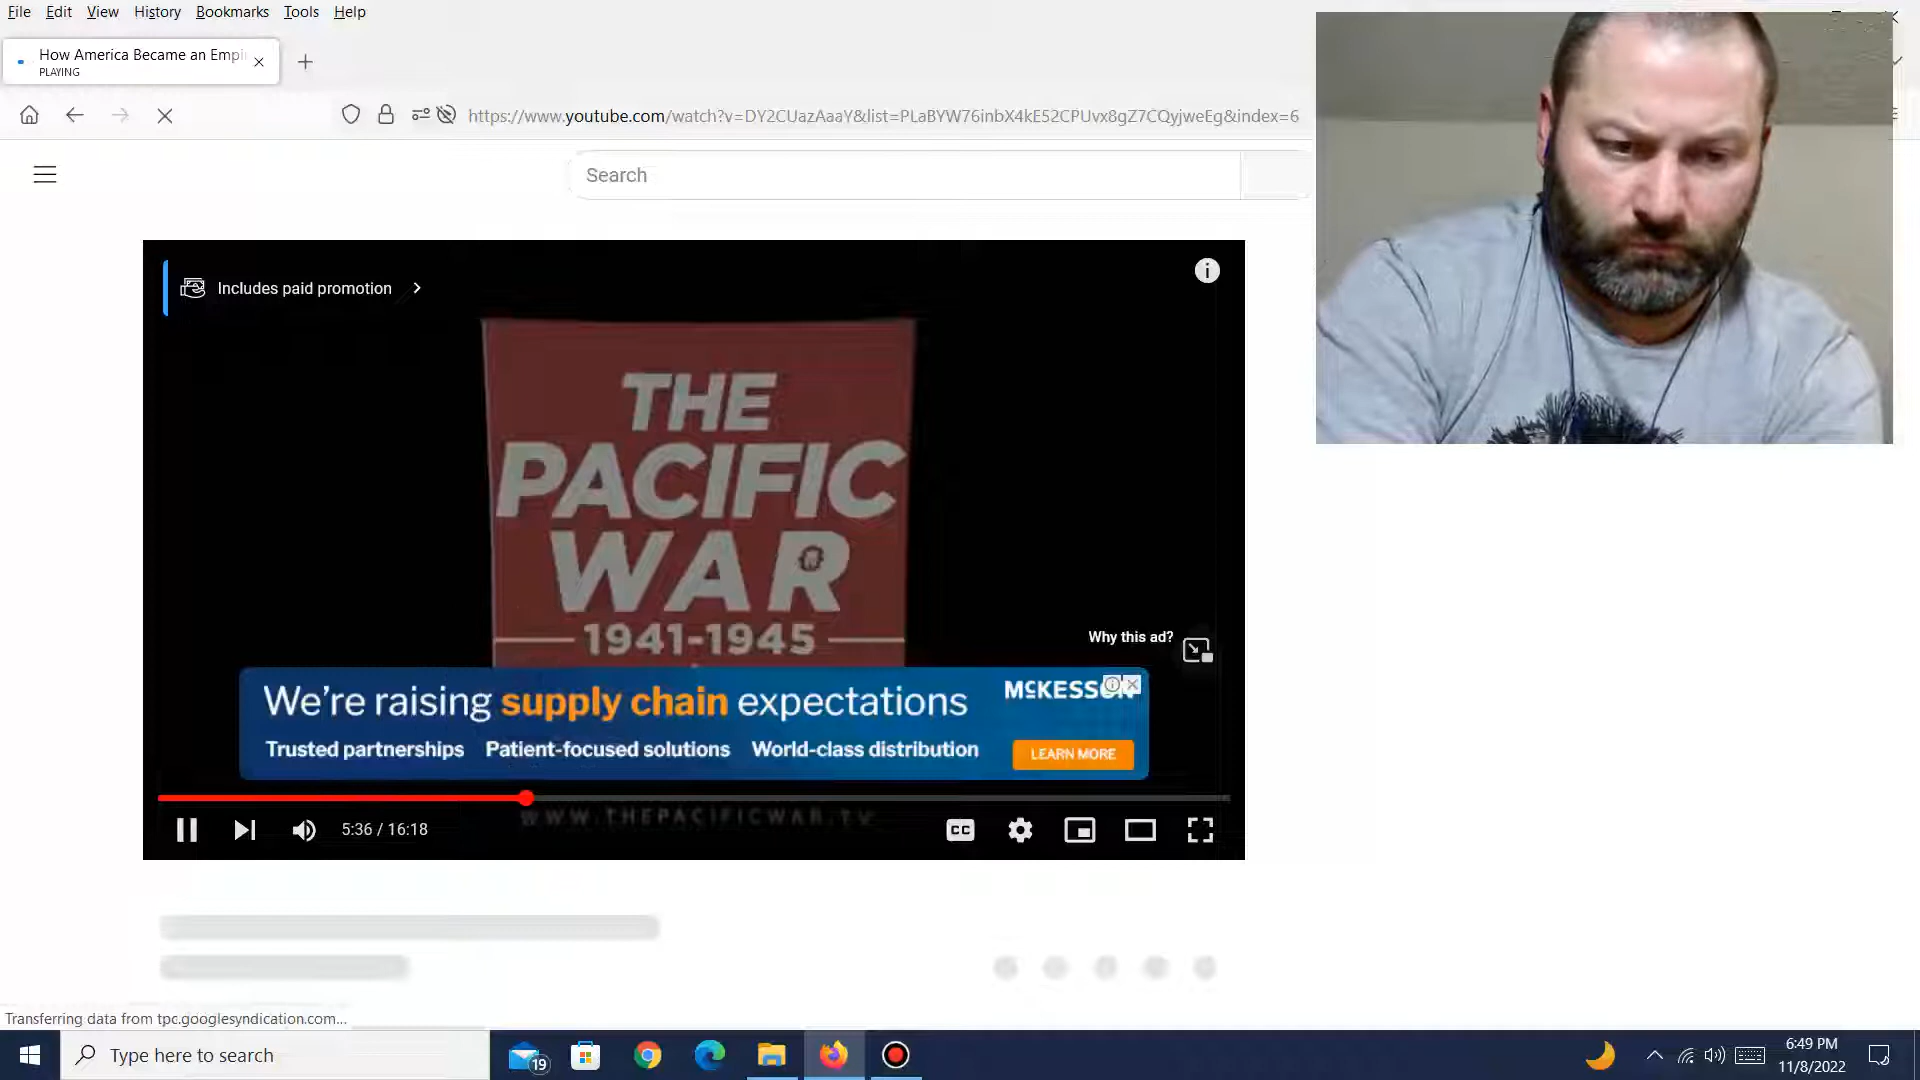 File Edit View History Bookmarks Tools Help
How America Became an Empi
PLAYING
https://www.youtube.com/watch?v=DY2CUazAaaY&list=PLaBYW76inbX4kE52CPUvx8gZ7CQyjweEg&index=6
Search
Includes paid promotion
THE
PACIFIC
WAR
1941-1945
Why this ad?
We're raising supply chain expectations
MCKESSON
Trusted partnerships Patient-focused solutions World-class distribution
LEARN MORE
WWW.THEPACIFICWAR.TV
5:36 / 16:18
CC
Transferring data from tpc.googlesyndication.com...
Type here to search
19
6:49 PM
11/8/2022